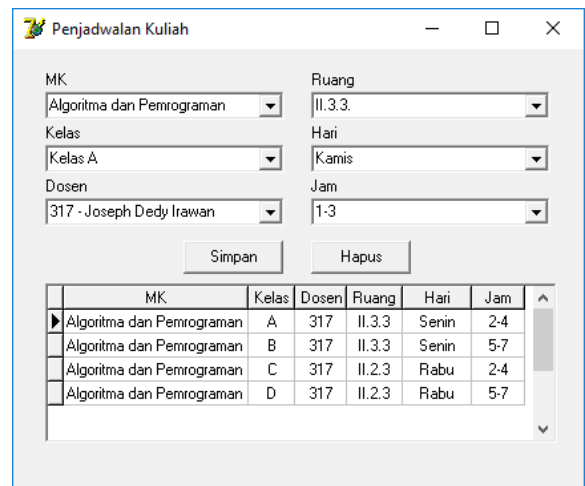 Penjadwalan Kuliah
MK Ruang
Algoritma dan Pemrograman II.3.3.
Kelas Hari
Kelas A Kamis
Dosen Jam
317 - Joseph Dedy Irawan 1-3
Simpan Hapus
MK Kelas Dosen Ruang Hari Jam
Algoritma dan Pemrograman A 317 II.3.3 Senin 2-4
Algoritma dan Pemrograman B 317 II.3.3 Senin 5-7
Algoritma dan Pemrograman C 317 II.2.3 Rabu 2-4
Algoritma dan Pemrograman D 317 II.2.3 Rabu 5-7